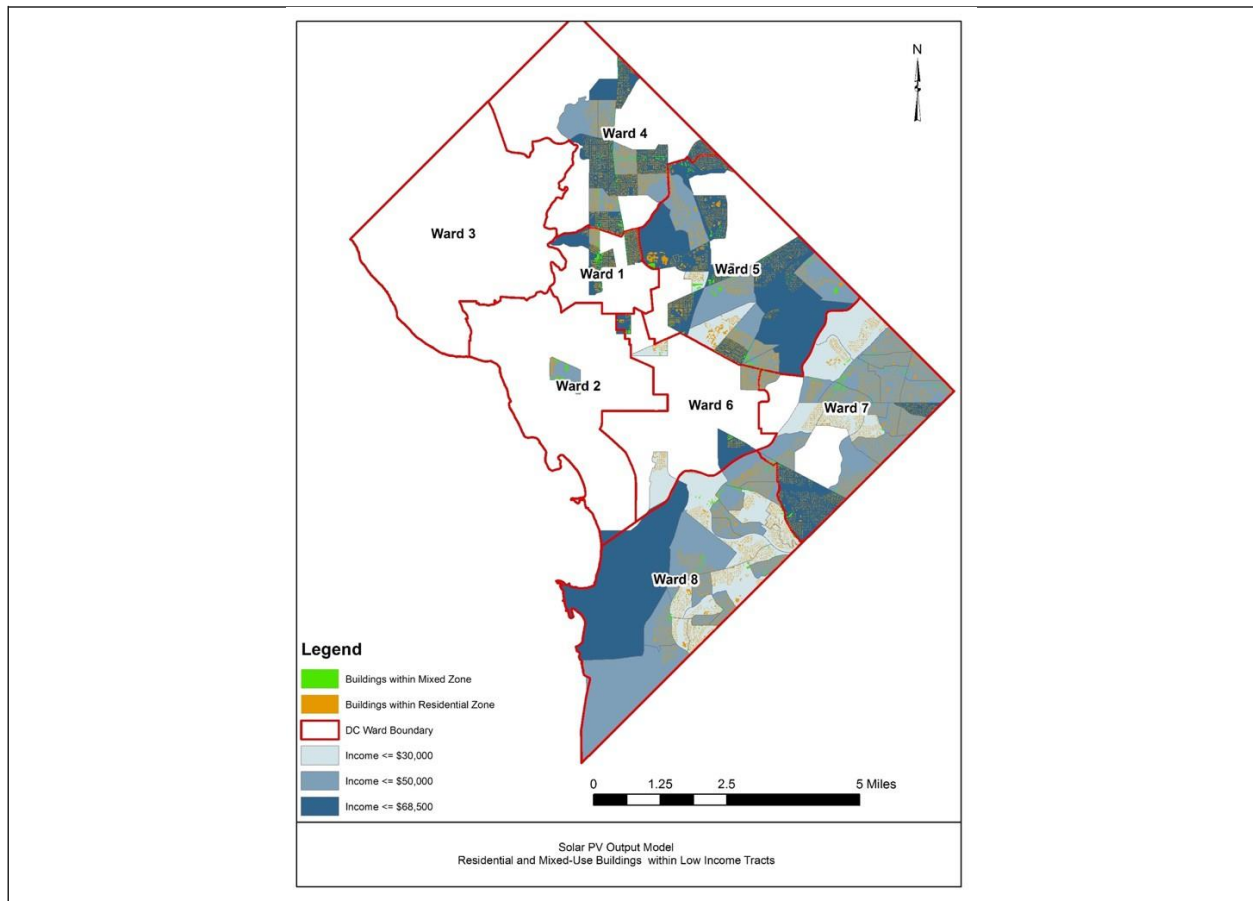 N
Ward 4
Ward 3
Ward 1
Ward 5
Ward 2
Ward 6
Ward 7
Ward 8
Legend
Buildings within Mixed Zone
Buildings within Residential Zone
DC Ward Boundary
Income <= $30,000
Income <= $50,000
Income <= $68,500
0 1.25 2.5 5 Miles
Solar PV Output Model
Residential and Mixed-Use Buildings within Low Income Tracts